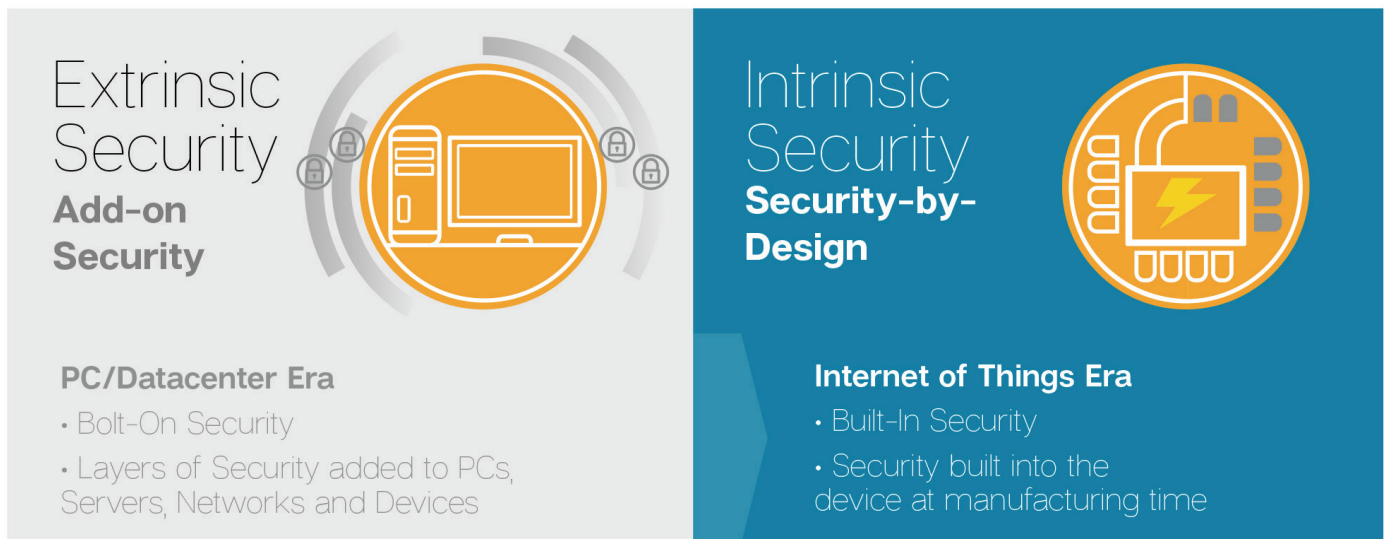 Extrinsic
Security
Add-on
Security
PC/Datacenter Era
• Bolt-On Security
• Layers of Security added to PCs,
Servers, Networks and Devices
Intrinsic
Security
Security-by-
Design
Internet of Things Era
• Built-In Security
• Security built into the
device at manufacturing time